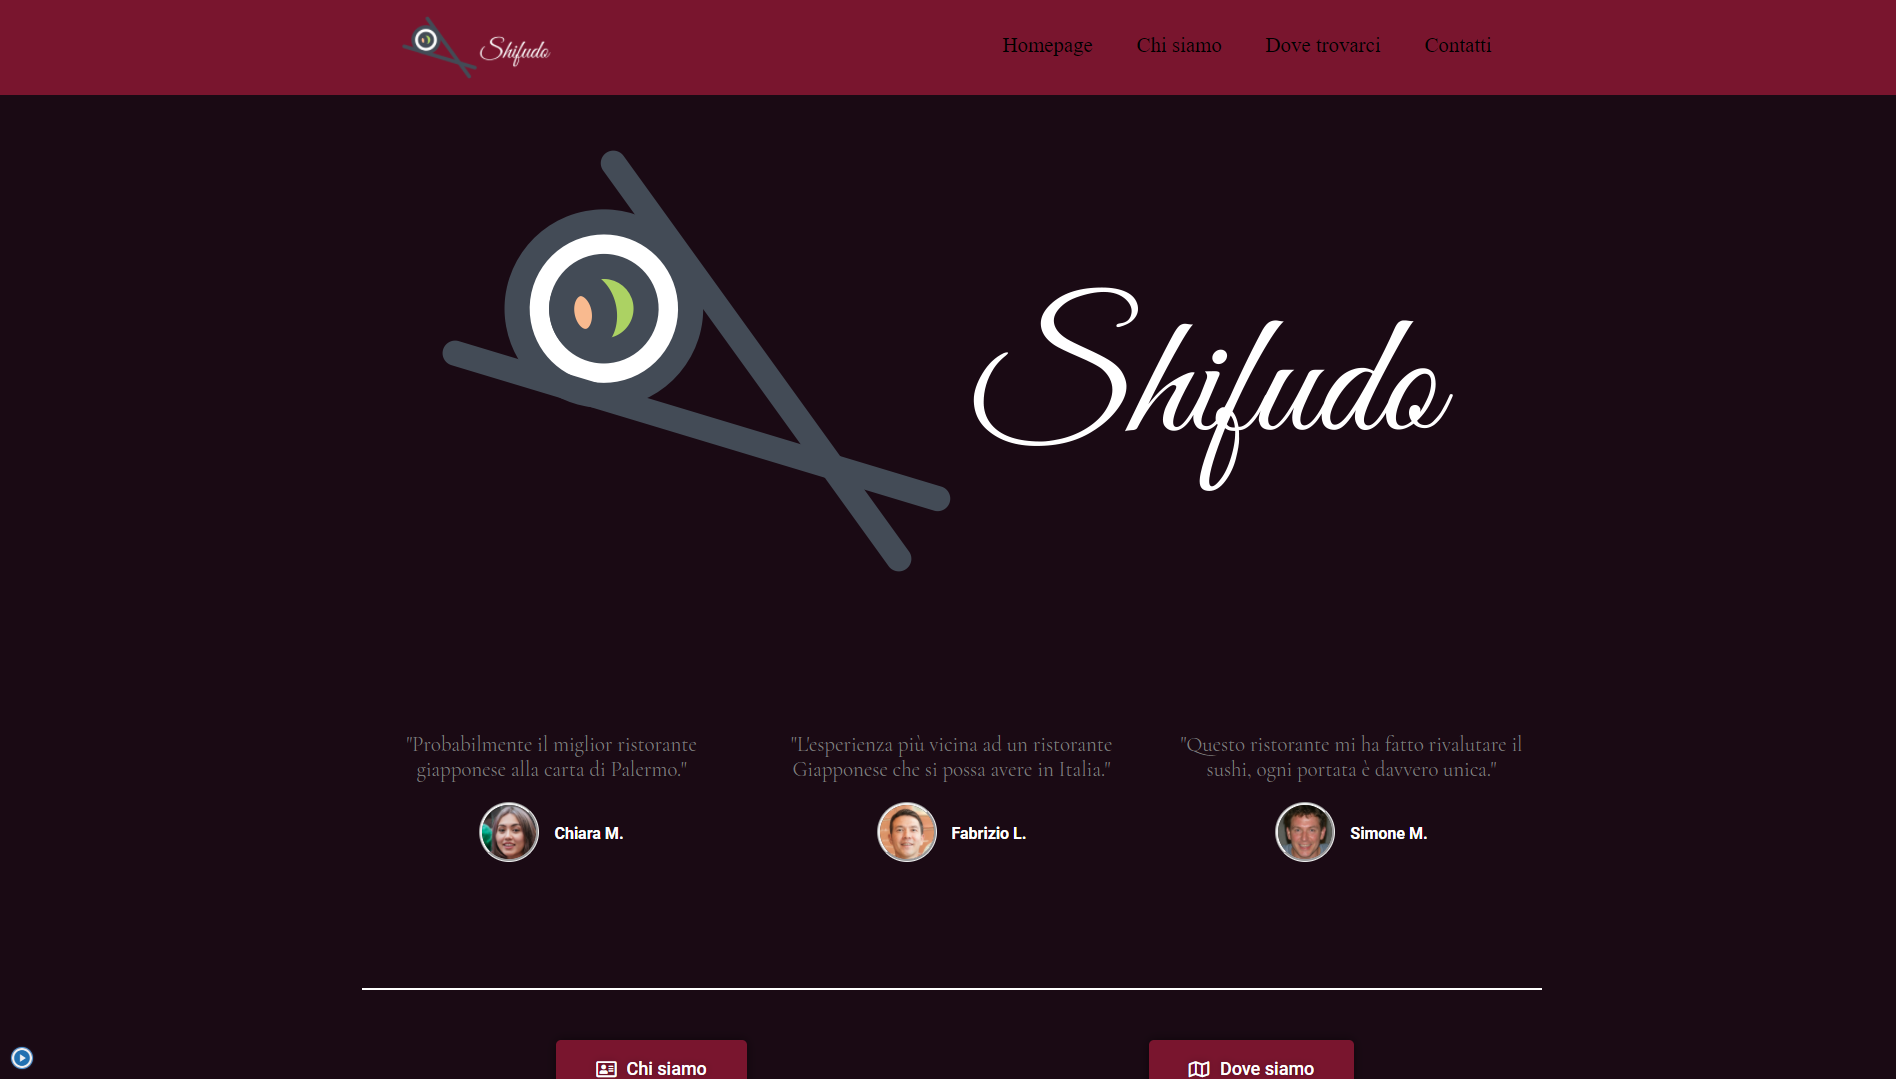 Shifudo
Homepage
Chi siamo
Dove trovarci
Contatti
Shifudo
"Probabilmente il miglior ristorante
giapponese alla carta di Palermo."
Chiara M.
"L'esperienza più vicina ad un ristorante
Giapponese che si possa avere in Italia."
Fabrizio L.
"Questo ristorante mi ha fatto rivalutare il
sushi, ogni portata è davvero unica."
Simone M.
Chi siamo
Dove siamo